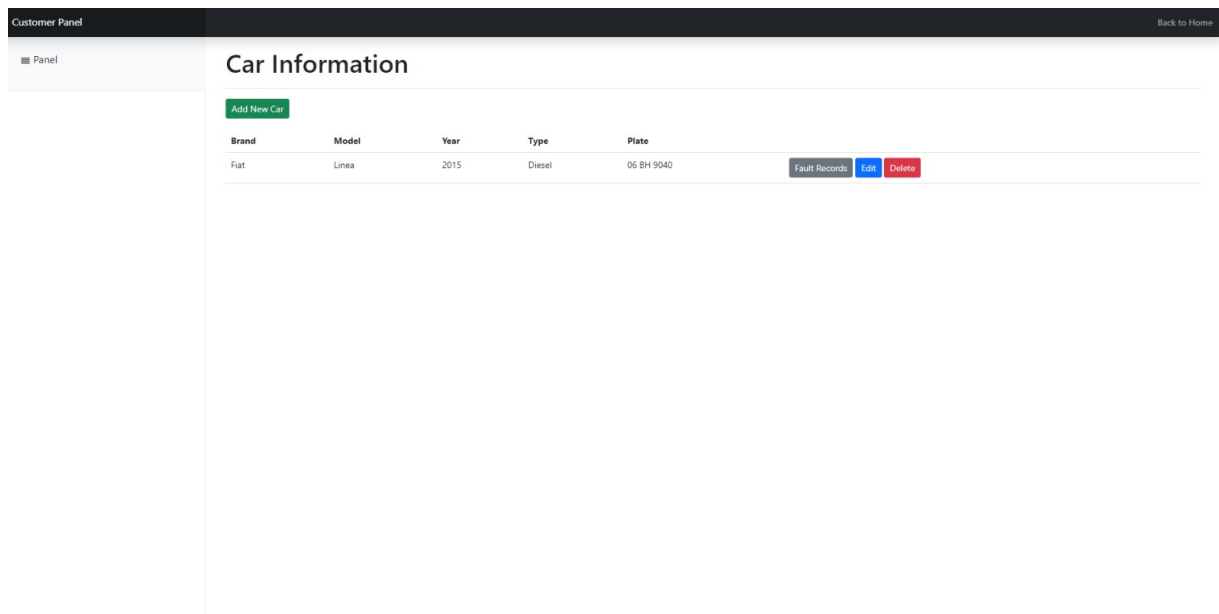 Customer Panel Back to Home
Panel
Car Information
Add New Car
Brand Model Year Type Plate
Fiat Linea 2015 Diesel 06 BH 9040 Fault Records Edit Delete